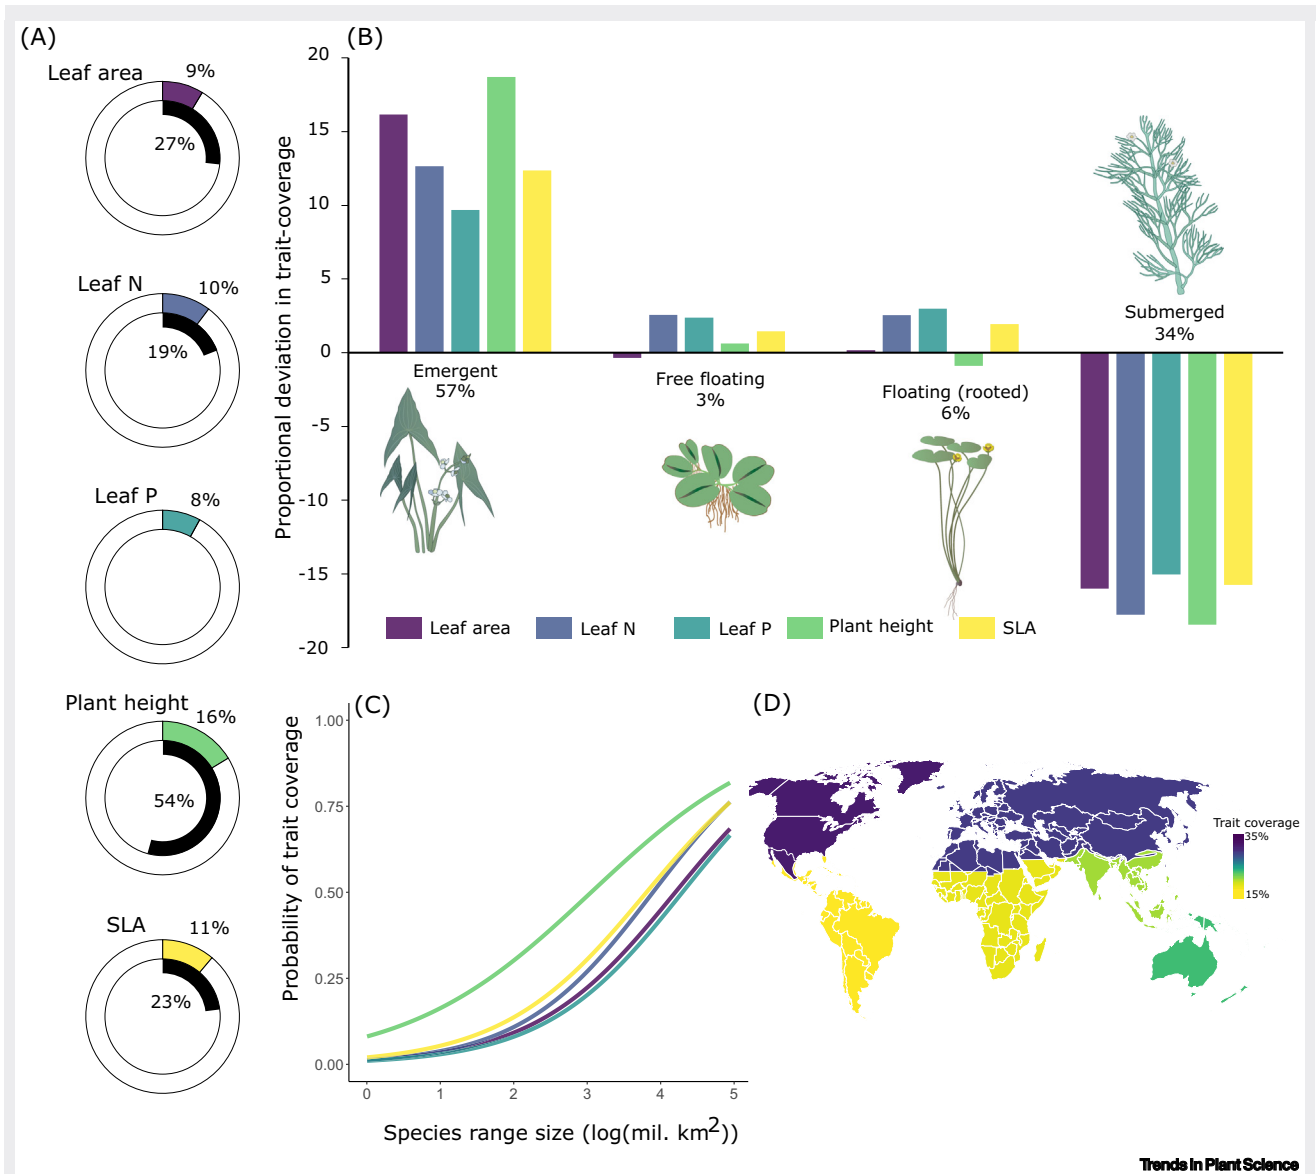 (A)
Leaf area
9%
27%
Leaf N
10%
19%
Leaf P
8%
Plant height
16%
54%
SLA
11%
23%
(B)
Proportional deviation in trait-coverage
20
15
10
5
0
-5
-10
-15
-20
Emergent
57%
Free floating
3%
Floating (rooted)
6%
Submerged
34%
Leaf area
Leaf N
Leaf P
Plant height
SLA
(C)
Probability of trait coverage
1.00
0.75
0.50
0.25
0.00
0 1 2 3 4 5
Species range size (log(mil. km²))
(D)
Trait coverage
35%
15%
Trends in Plant Science